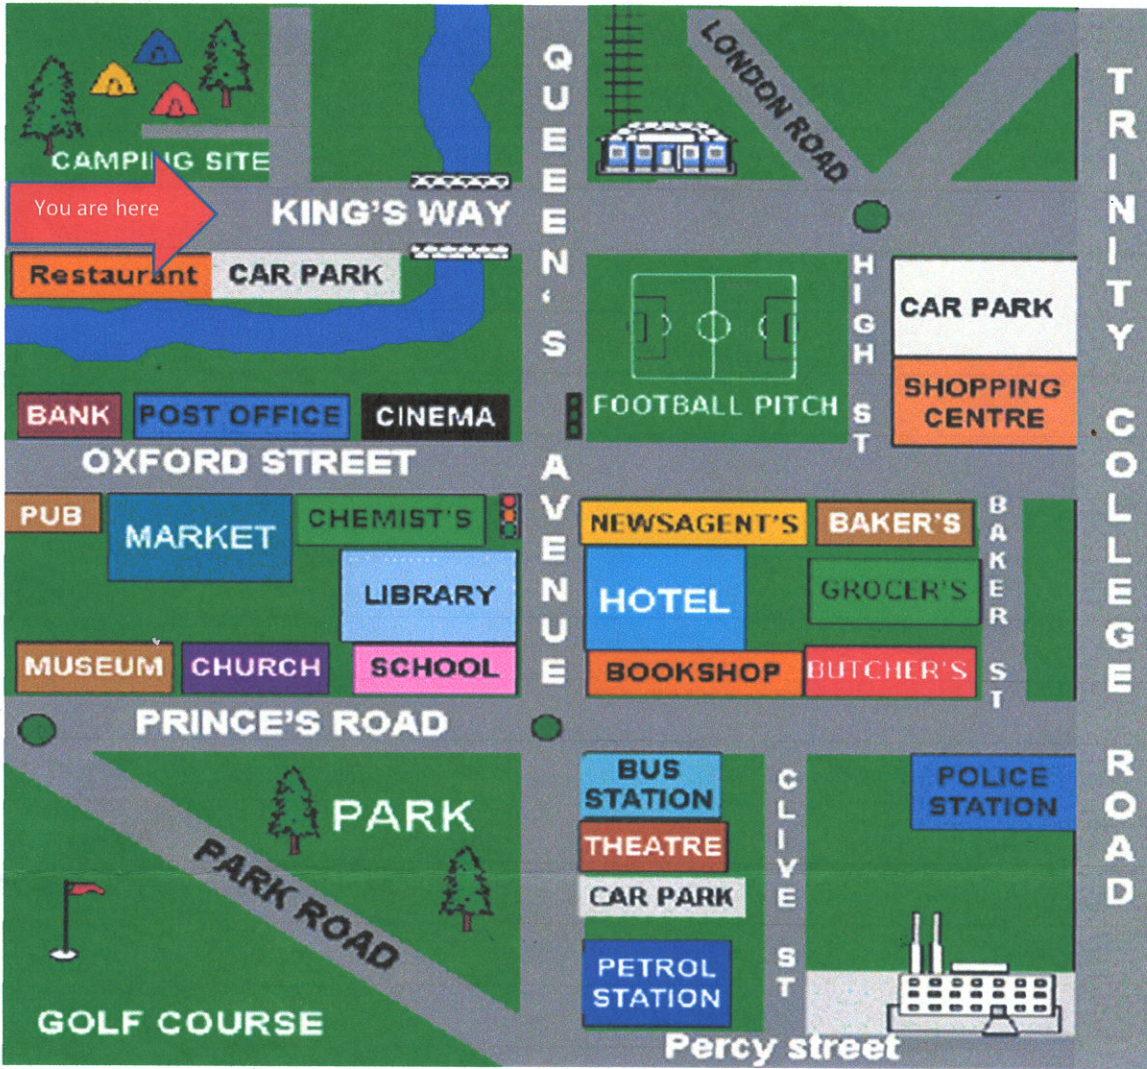 CAMPING SITE
You are here
KING'S WAY
Restaurant
CAR PARK
QUEEEN'S AVENUE
LONDON ROAD
TRINITY COLLEGE ROAD
HIGH ST
CAR PARK
SHOPPING
CENTRE
FOOTBALL PITCH
BANK
POST OFFICE
CINEMA
OXFORD STREET
PUB
MARKET
CHEMIST'S
LIBRARY
MUSEUM
CHURCH
SCHOOL
NEWSAGENT'S
BAKER'S
HOTEL
GROCER'S
BOOKSHOP
BUTCHER'S
BAKER ST
PRINCE'S ROAD
PARK
PARK ROAD
GOLF COURSE
BUS
STATION
THEATRE
CAR PARK
PETROL
STATION
CLIVE ST
POLICE
STATION
Percy street